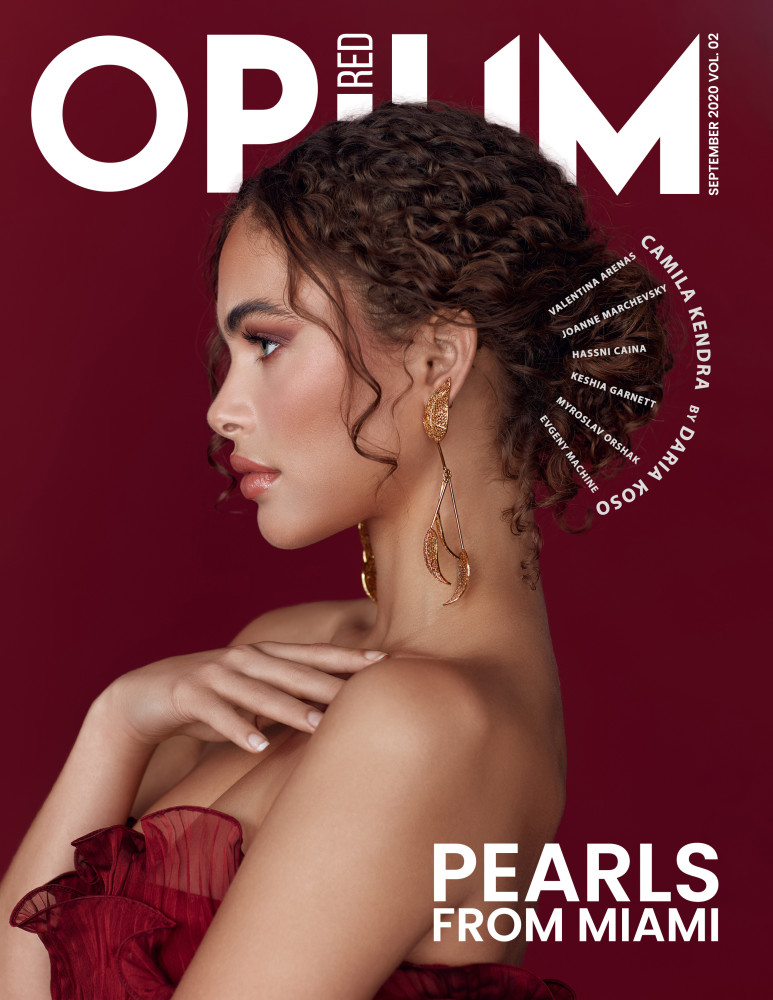 OPIUM
RED
SEPTEMBER 2020 VOL. 02
CAMILA KENDRA BY DARIA KOSO
VALENTINA ARENAS
JOANNE MARCHEVSKY
HASSNI CAINA
KESHIA GARNETT
MYROSLAV ORSHAK
EVGENY MACHINE
PEARLS
FROM MIAMI